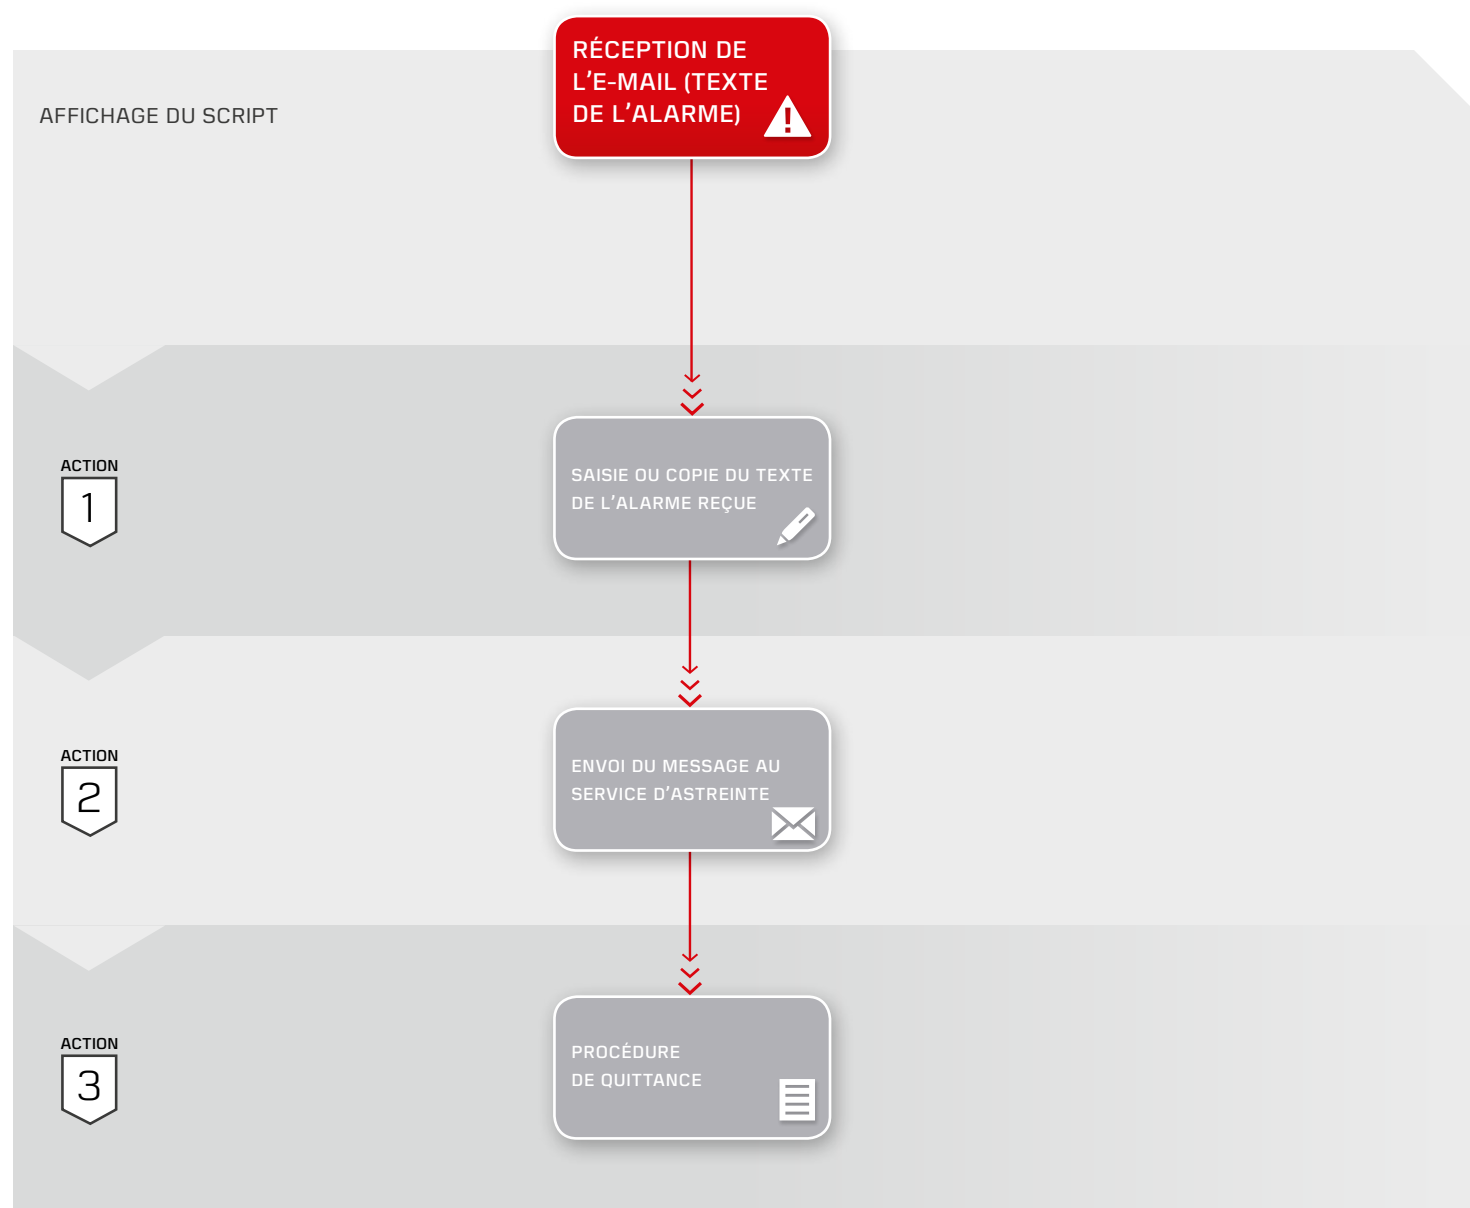 RÉCEPTION DE
L'E-MAIL (TEXTE
DE L'ALARME)
AFFICHAGE DU SCRIPT
ACTION
1
SAISIE OU COPIE DU TEXTE
DE L'ALARME REÇUE
ACTION
2
ENVOI DU MESSAGE AU
SERVICE D'ASTREINTE
ACTION
3
PROCÉDURE
DE QUITTANCE